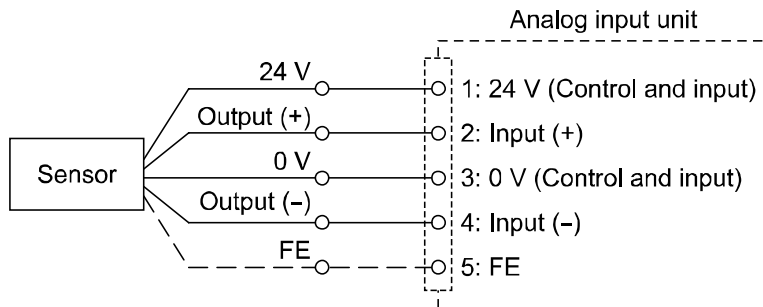 Analog input unit
24 V
1: 24 V (Control and input)
Output (+)
2: Input (+)
Sensor
0 V
3: 0 V (Control and input)
Output (–)
4: Input (–)
FE
5: FE